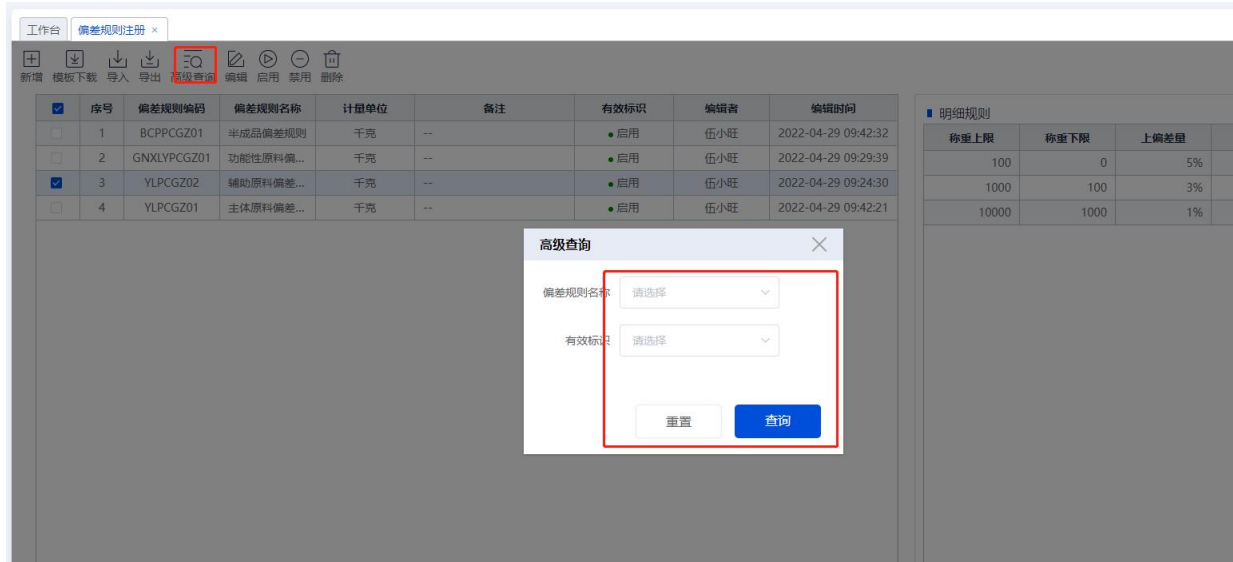 工作台 偏差规则注册 ×
新增 模板下载 导入 导出 高级查询 编辑 启用 禁用 删除
序号 偏差规则编码 偏差规则名称 计量单位 备注 有效标识 编辑者 编辑时间
1 BCPPCGZ01 半成品偏差规则 千克 -- 启用 伍小旺 2022-04-29 09:42:32
2 GNXLYPCGZ01 功能性原料偏... 千克 -- 启用 伍小旺 2022-04-29 09:29:39
3 YLPCGZ02 辅助原料偏差... 千克 -- 启用 伍小旺 2022-04-29 09:24:30
4 YLPCGZ01 主体原料偏差... 千克 -- 启用 伍小旺 2022-04-29 09:42:21
明细规则
称重上限 称重下限 上偏差量
100 0 5%
1000 100 3%
10000 1000 1%
高级查询
偏差规则名称 请选择
有效标识 请选择
重置 查询